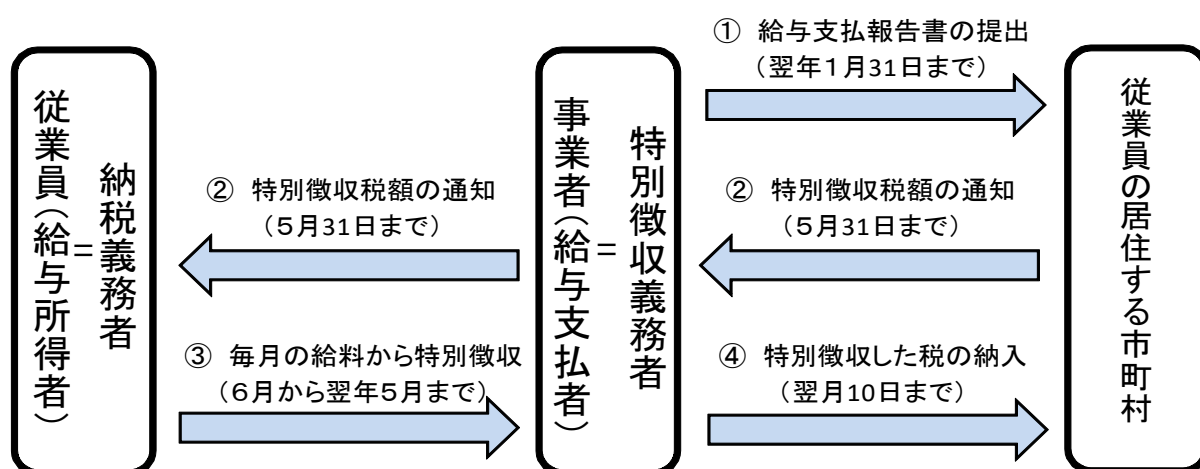 従業員（給与所得者）
=
納税義務者
② 特別徴収税額の通知
（５月31日まで）
③ 毎月の給料から特別徴収
（６月から翌年５月まで）
事業者（給与支払者）
=
特別徴収義務者
① 給与支払報告書の提出
（翌年１月31日まで）
② 特別徴収税額の通知
（５月31日まで）
④ 特別徴収した税の納入
（翌月10日まで）
従業員の居住する市町村